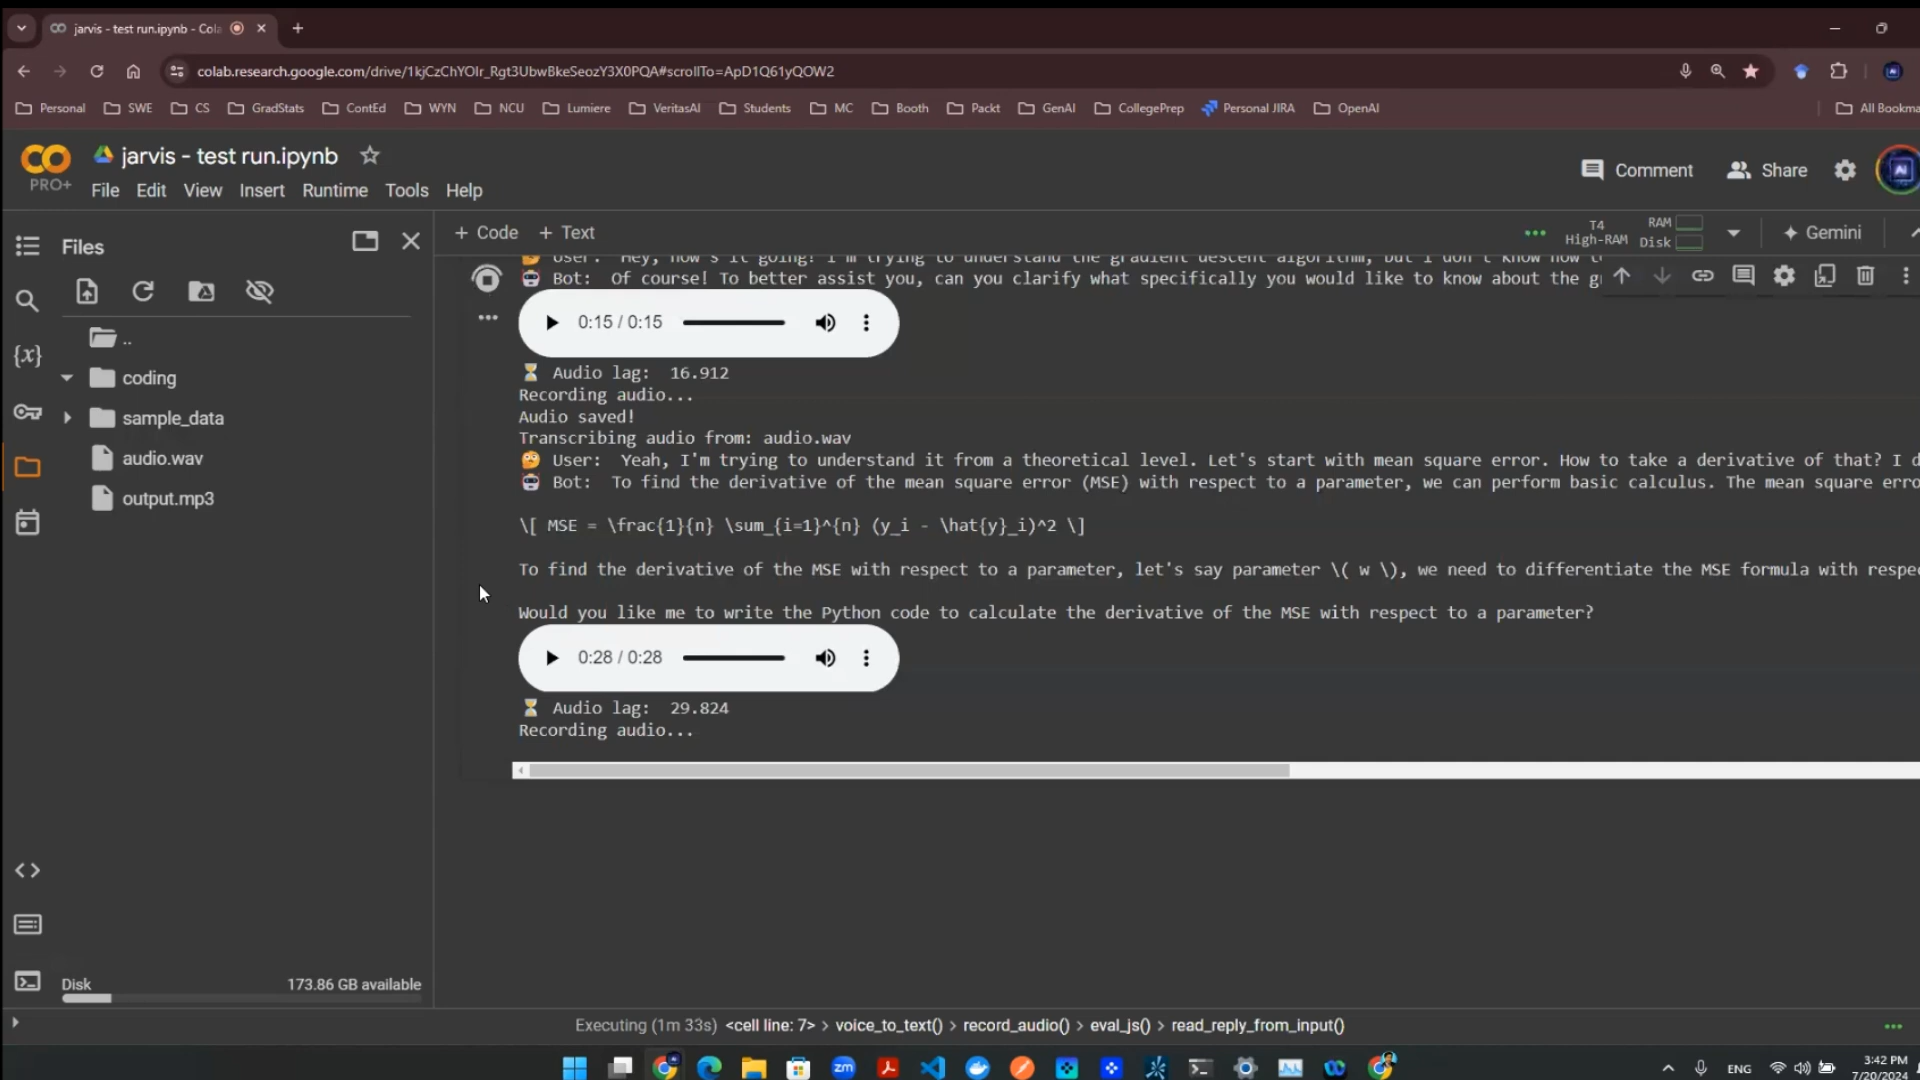 jarvis - test run.ipynb - Cola
colab.research.google.com/drive/1kjCzChYOIr_Rgt3UbwBkeSeozY3X0PQA#scrollTo=ApD1Q61yQOW2
Personal SWE CS GradStats ContEd WYN NCU Lumiere VeritasAI Students MC Booth Packt GenAI CollegePrep Personal JIRA OpenAI All Bookma
CO PRO+
jarvis - test run.ipynb
File Edit View Insert Runtime Tools Help
Comment Share
Files
+ Code + Text
T4 High-RAM RAM Disk Gemini
User: Hey, how's it going! I'm trying to understand the gradient descent algorithm, but I don't know how t
Bot: Of course! To better assist you, can you clarify what specifically you would like to know about the g
0:15 / 0:15
Audio lag: 16.912
Recording audio...
Audio saved!
Transcribing audio from: audio.wav
User: Yeah, I'm trying to understand it from a theoretical level. Let's start with mean square error. How to take a derivative of that? I d
Bot: To find the derivative of the mean square error (MSE) with respect to a parameter, we can perform basic calculus. The mean square erro
\[ MSE = \frac{1}{n} \sum_{i=1}^{n} (y_i - \hat{y}_i)^2 \]
To find the derivative of the MSE with respect to a parameter, let's say parameter \( w \), we need to differentiate the MSE formula with respec
Would you like me to write the Python code to calculate the derivative of the MSE with respect to a parameter?
0:28 / 0:28
Audio lag: 29.824
Recording audio...
..
coding
sample_data
audio.wav
output.mp3
{x}
Disk 173.86 GB available
Executing (1m 33s) <cell line: 7> > voice_to_text() > record_audio() > eval_js() > read_reply_from_input()
zm
ENG
3:42 PM
7/20/2024